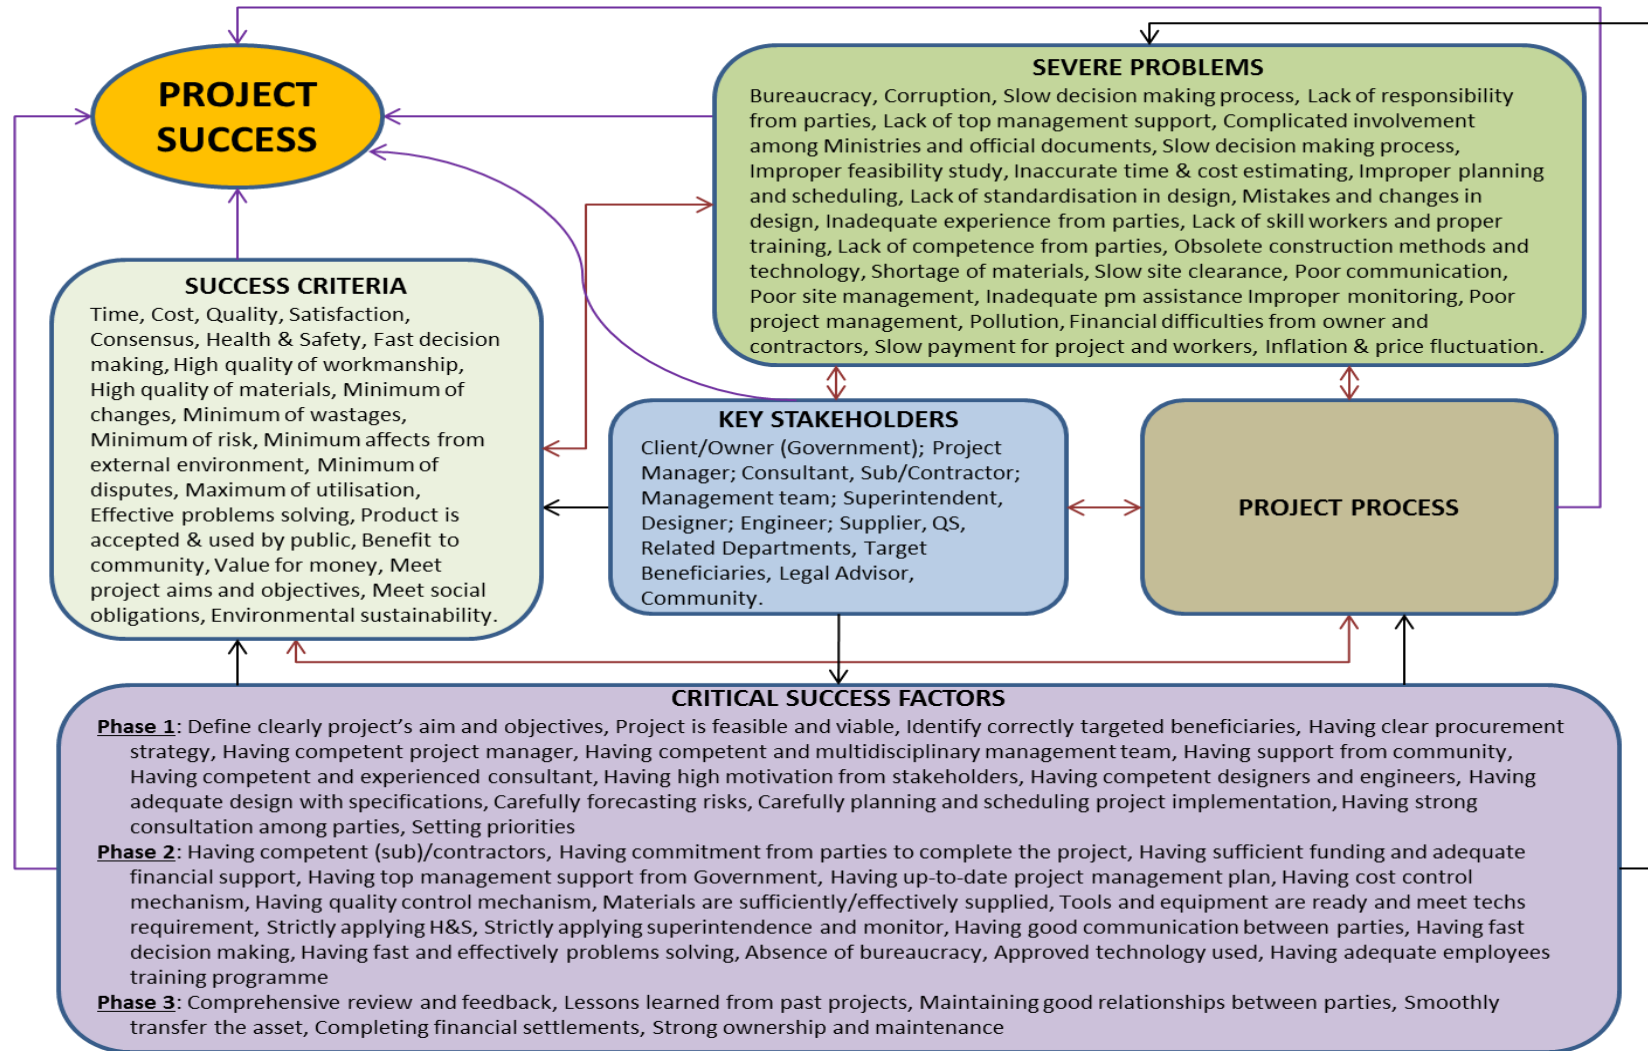 PROJECT
SUCCESS
SEVERE PROBLEMS
Bureaucracy, Corruption, Slow decision making process, Lack of responsibility
from parties, Lack of top management support, Complicated involvement
among Ministries and official documents, Slow decision making process,
Improper feasibility study, Inaccurate time & cost estimating, Improper planning
and scheduling, Lack of standardisation in design, Mistakes and changes in
design, Inadequate experience from parties, Lack of skill workers and proper
training, Lack of competence from parties, Obsolete construction methods and
technology, Shortage of materials, Slow site clearance, Poor communication,
Poor site management, Inadequate pm assistance Improper monitoring, Poor
project management, Pollution, Financial difficulties from owner and
contractors, Slow payment for project and workers, Inflation & price fluctuation.
SUCCESS CRITERIA
Time, Cost, Quality, Satisfaction,
Consensus, Health & Safety, Fast decision
making, High quality of workmanship,
High quality of materials, Minimum of
changes, Minimum of wastages,
Minimum of risk, Minimum affects from
external environment, Minimum of
disputes, Maximum of utilisation,
Effective problems solving, Product is
accepted & used by public, Benefit to
community, Value for money, Meet
project aims and objectives, Meet social
obligations, Environmental sustainability.
KEY STAKEHOLDERS
Client/Owner (Government); Project
Manager; Consultant, Sub/Contractor;
Management team; Superintendent,
Designer; Engineer; Supplier, QS,
Related Departments, Target
Beneficiaries, Legal Advisor,
Community.
PROJECT PROCESS
CRITICAL SUCCESS FACTORS
Phase 1: Define clearly project's aim and objectives, Project is feasible and viable, Identify correctly targeted beneficiaries, Having clear procurement
strategy, Having competent project manager, Having competent and multidisciplinary management team, Having support from community,
Having competent and experienced consultant, Having high motivation from stakeholders, Having competent designers and engineers, Having
adequate design with specifications, Carefully forecasting risks, Carefully planning and scheduling project implementation, Having strong
consultation among parties, Setting priorities
Phase 2: Having competent (sub)/contractors, Having commitment from parties to complete the project, Having sufficient funding and adequate
financial support, Having top management support from Government, Having up-to-date project management plan, Having cost control
mechanism, Having quality control mechanism, Materials are sufficiently/effectively supplied, Tools and equipment are ready and meet techs
requirement, Strictly applying H&S, Strictly applying superintendence and monitor, Having good communication between parties, Having fast
decision making, Having fast and effectively problems solving, Absence of bureaucracy, Approved technology used, Having adequate employees
training programme
Phase 3: Comprehensive review and feedback, Lessons learned from past projects, Maintaining good relationships between parties, Smoothly
transfer the asset, Completing financial settlements, Strong ownership and maintenance